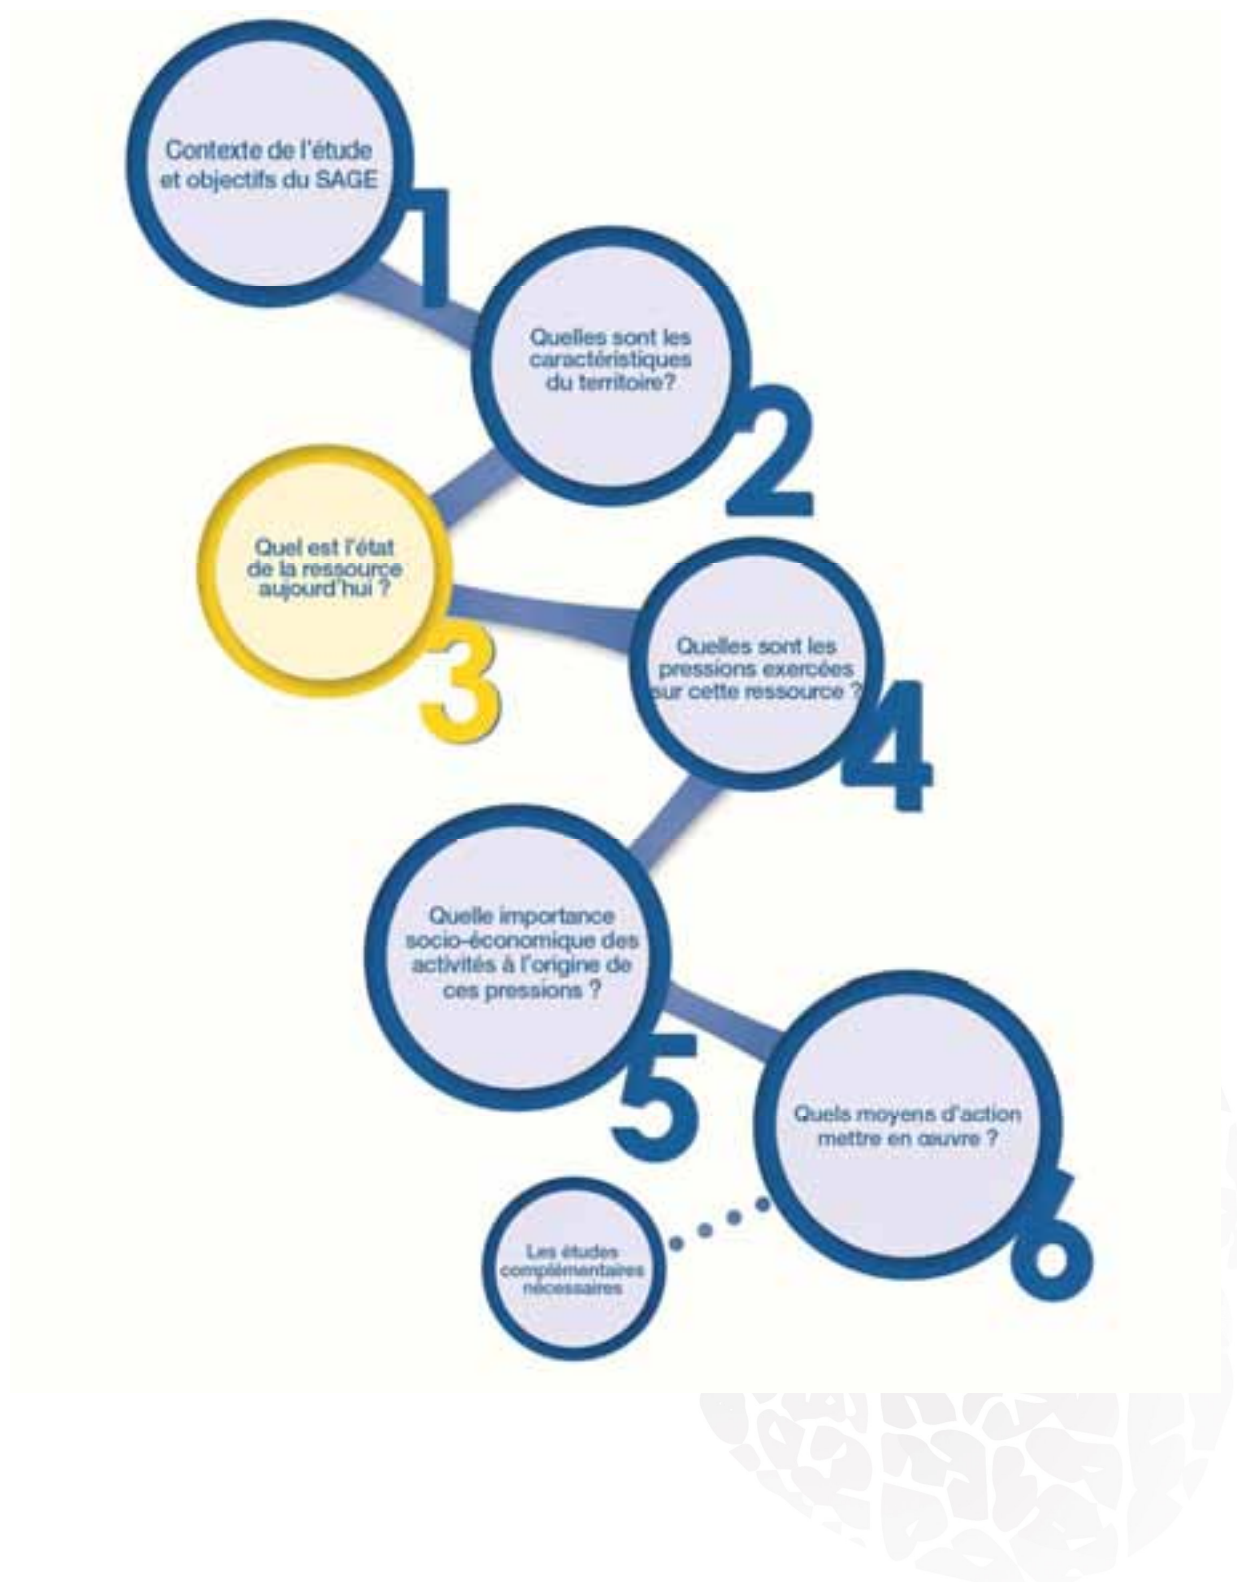 Contexte de l'étude
et objectifs du SAGE
1
Quelles sont les
caractéristiques
du territoire?
2
Quel est l'état
de la ressource
aujourd'hui ?
3
Quelles sont les
pressions exercées
sur cette ressource ?
4
Quelle importance
socio-économique des
activités à l'origine de
ces pressions ?
5
Quels moyens d'action
mettre en œuvre ?
6
Les études
complémentaires
nécessaires